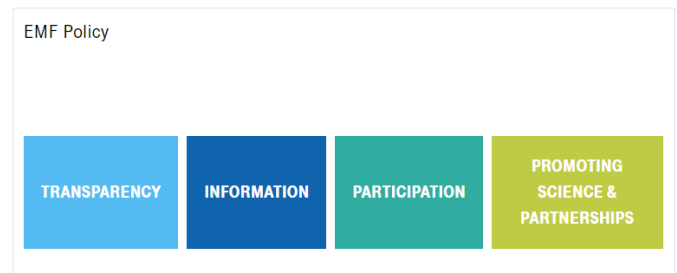 EMF Policy
TRANSPARENCY
INFORMATION
PARTICIPATION
PROMOTING
SCIENCE &
PARTNERSHIPS